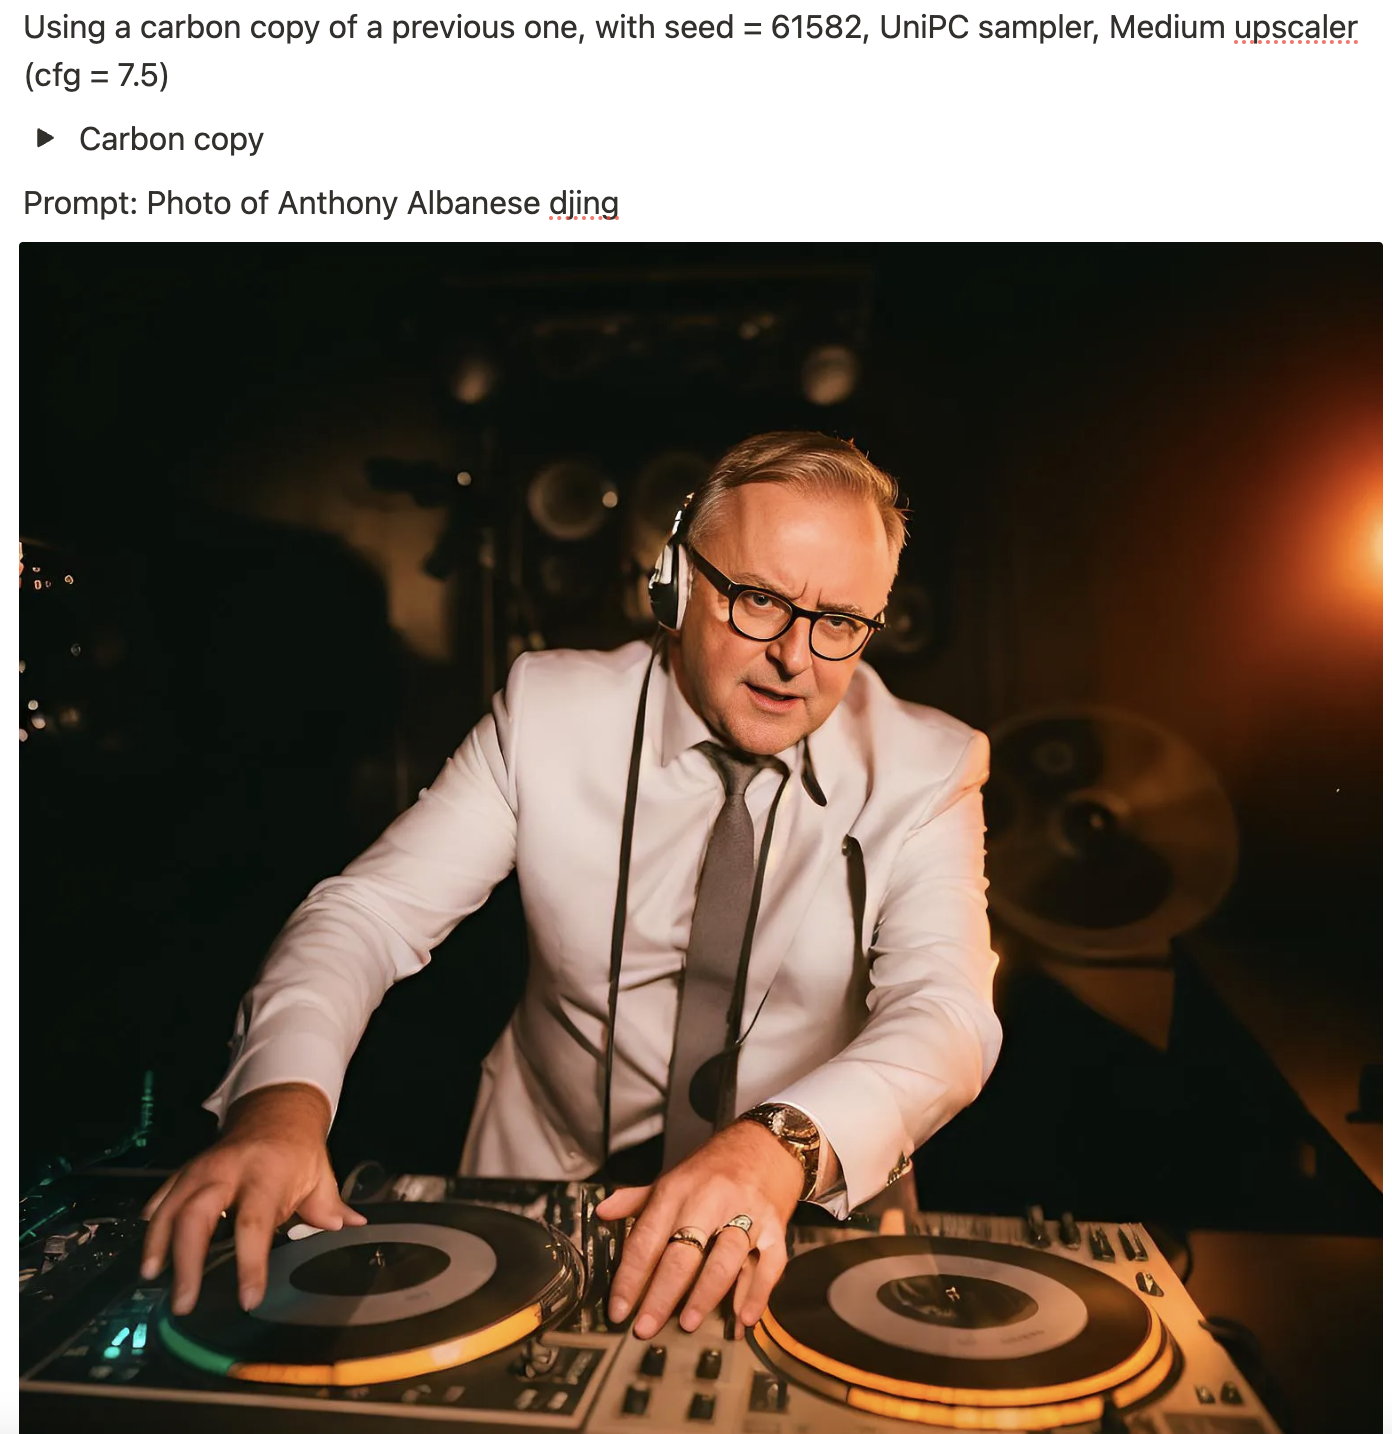 Using a carbon copy of a previous one, with seed = 61582, UniPC sampler, Medium upscaler
(cfg = 7.5)
Carbon copy
Prompt: Photo of Anthony Albanese djing